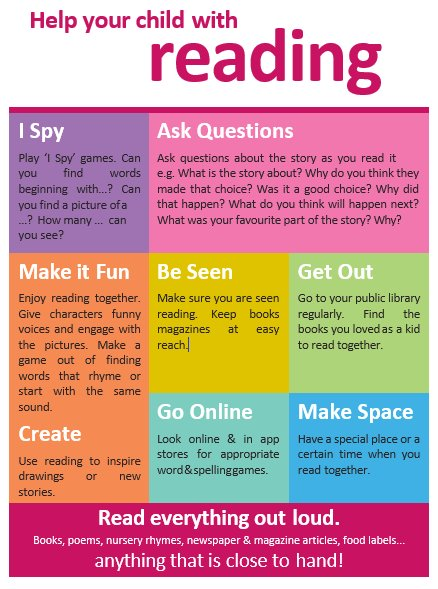 Help your child with
reading
I Spy
Play ‘I Spy’ games. Can
you find words
beginning with...? Can
you find a picture of a
...? How many ... can
you see?
Ask Questions
Ask questions about the story as you read it
e.g. What is the story about? Why do you think they
made that choice? Was it a good choice? Why did
that happen? What do you think will happen next?
What was your favourite part of the story? Why?
Make it Fun
Enjoy reading together.
Give characters funny
voices and engage with
the pictures. Make a
game out of finding
words that rhyme or
start with the same
sound.
Be Seen
Make sure you are seen
reading. Keep books
magazines at easy
reach.
Get Out
Go to your public library
regularly. Find the
books you loved as a kid
to read together.
Create
Use reading to inspire
drawings or new
stories.
Go Online
Look online & in app
stores for appropriate
word & spelling games.
Make Space
Have a special place or a
certain time when you
read together.
Read everything out loud.
Books, poems, nursery rhymes, newspaper & magazine articles, food labels...
anything that is close to hand!